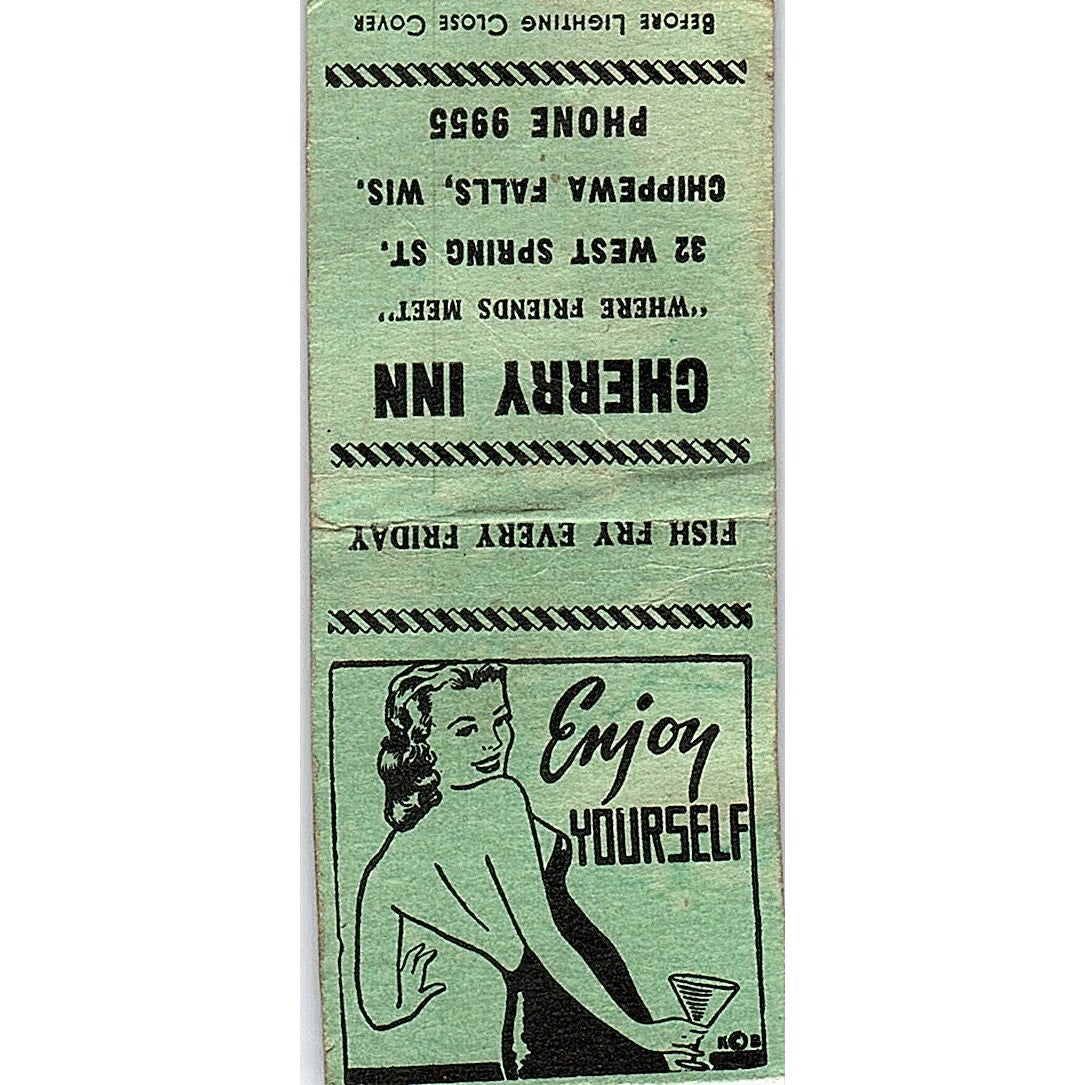 BEFORE LIGHTING CLOSE COVER
PHONE 9955
CHIPPEWA FALLS, WIS.
32 WEST SPRING ST.
"WHERE FRIENDS MEET"
CHERRY INN
FISH FRY EVERY FRIDAY
Enjoy
YOURSELF
K©B